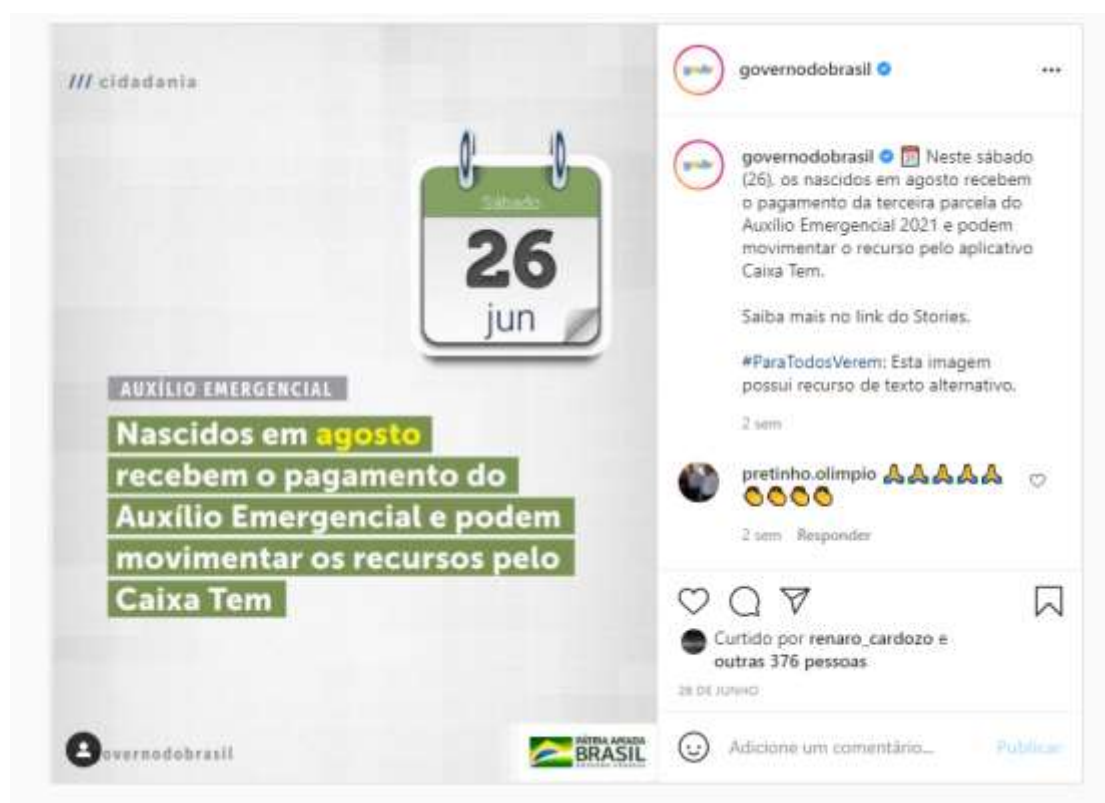 /// cidadania
Sábado
26
jun
AUXÍLIO EMERGENCIAL
Nascidos em agosto
recebem o pagamento do
Auxílio Emergencial e podem
movimentar os recursos pelo
Caixa Tem
overnodobrasil
PÁTRIA AMADA
BRASIL
governodobrasil
governodobrasil Neste sábado
(26), os nascidos em agosto recebem
o pagamento da terceira parcela do
Auxílio Emergencial 2021 e podem
movimentar o recurso pelo aplicativo
Caixa Tem.
Saiba mais no link do Stories.
#ParaTodosVerem: Esta imagem
possui recurso de texto alternativo.
2 sem
pretinho.olimpio 🙏🙏🙏🙏🙏
👏👏👏👏
2 sem Responder
Curtido por renaro_cardozo e
outras 376 pessoas
DE JUNHO
Adicione um comentário...
Publicar